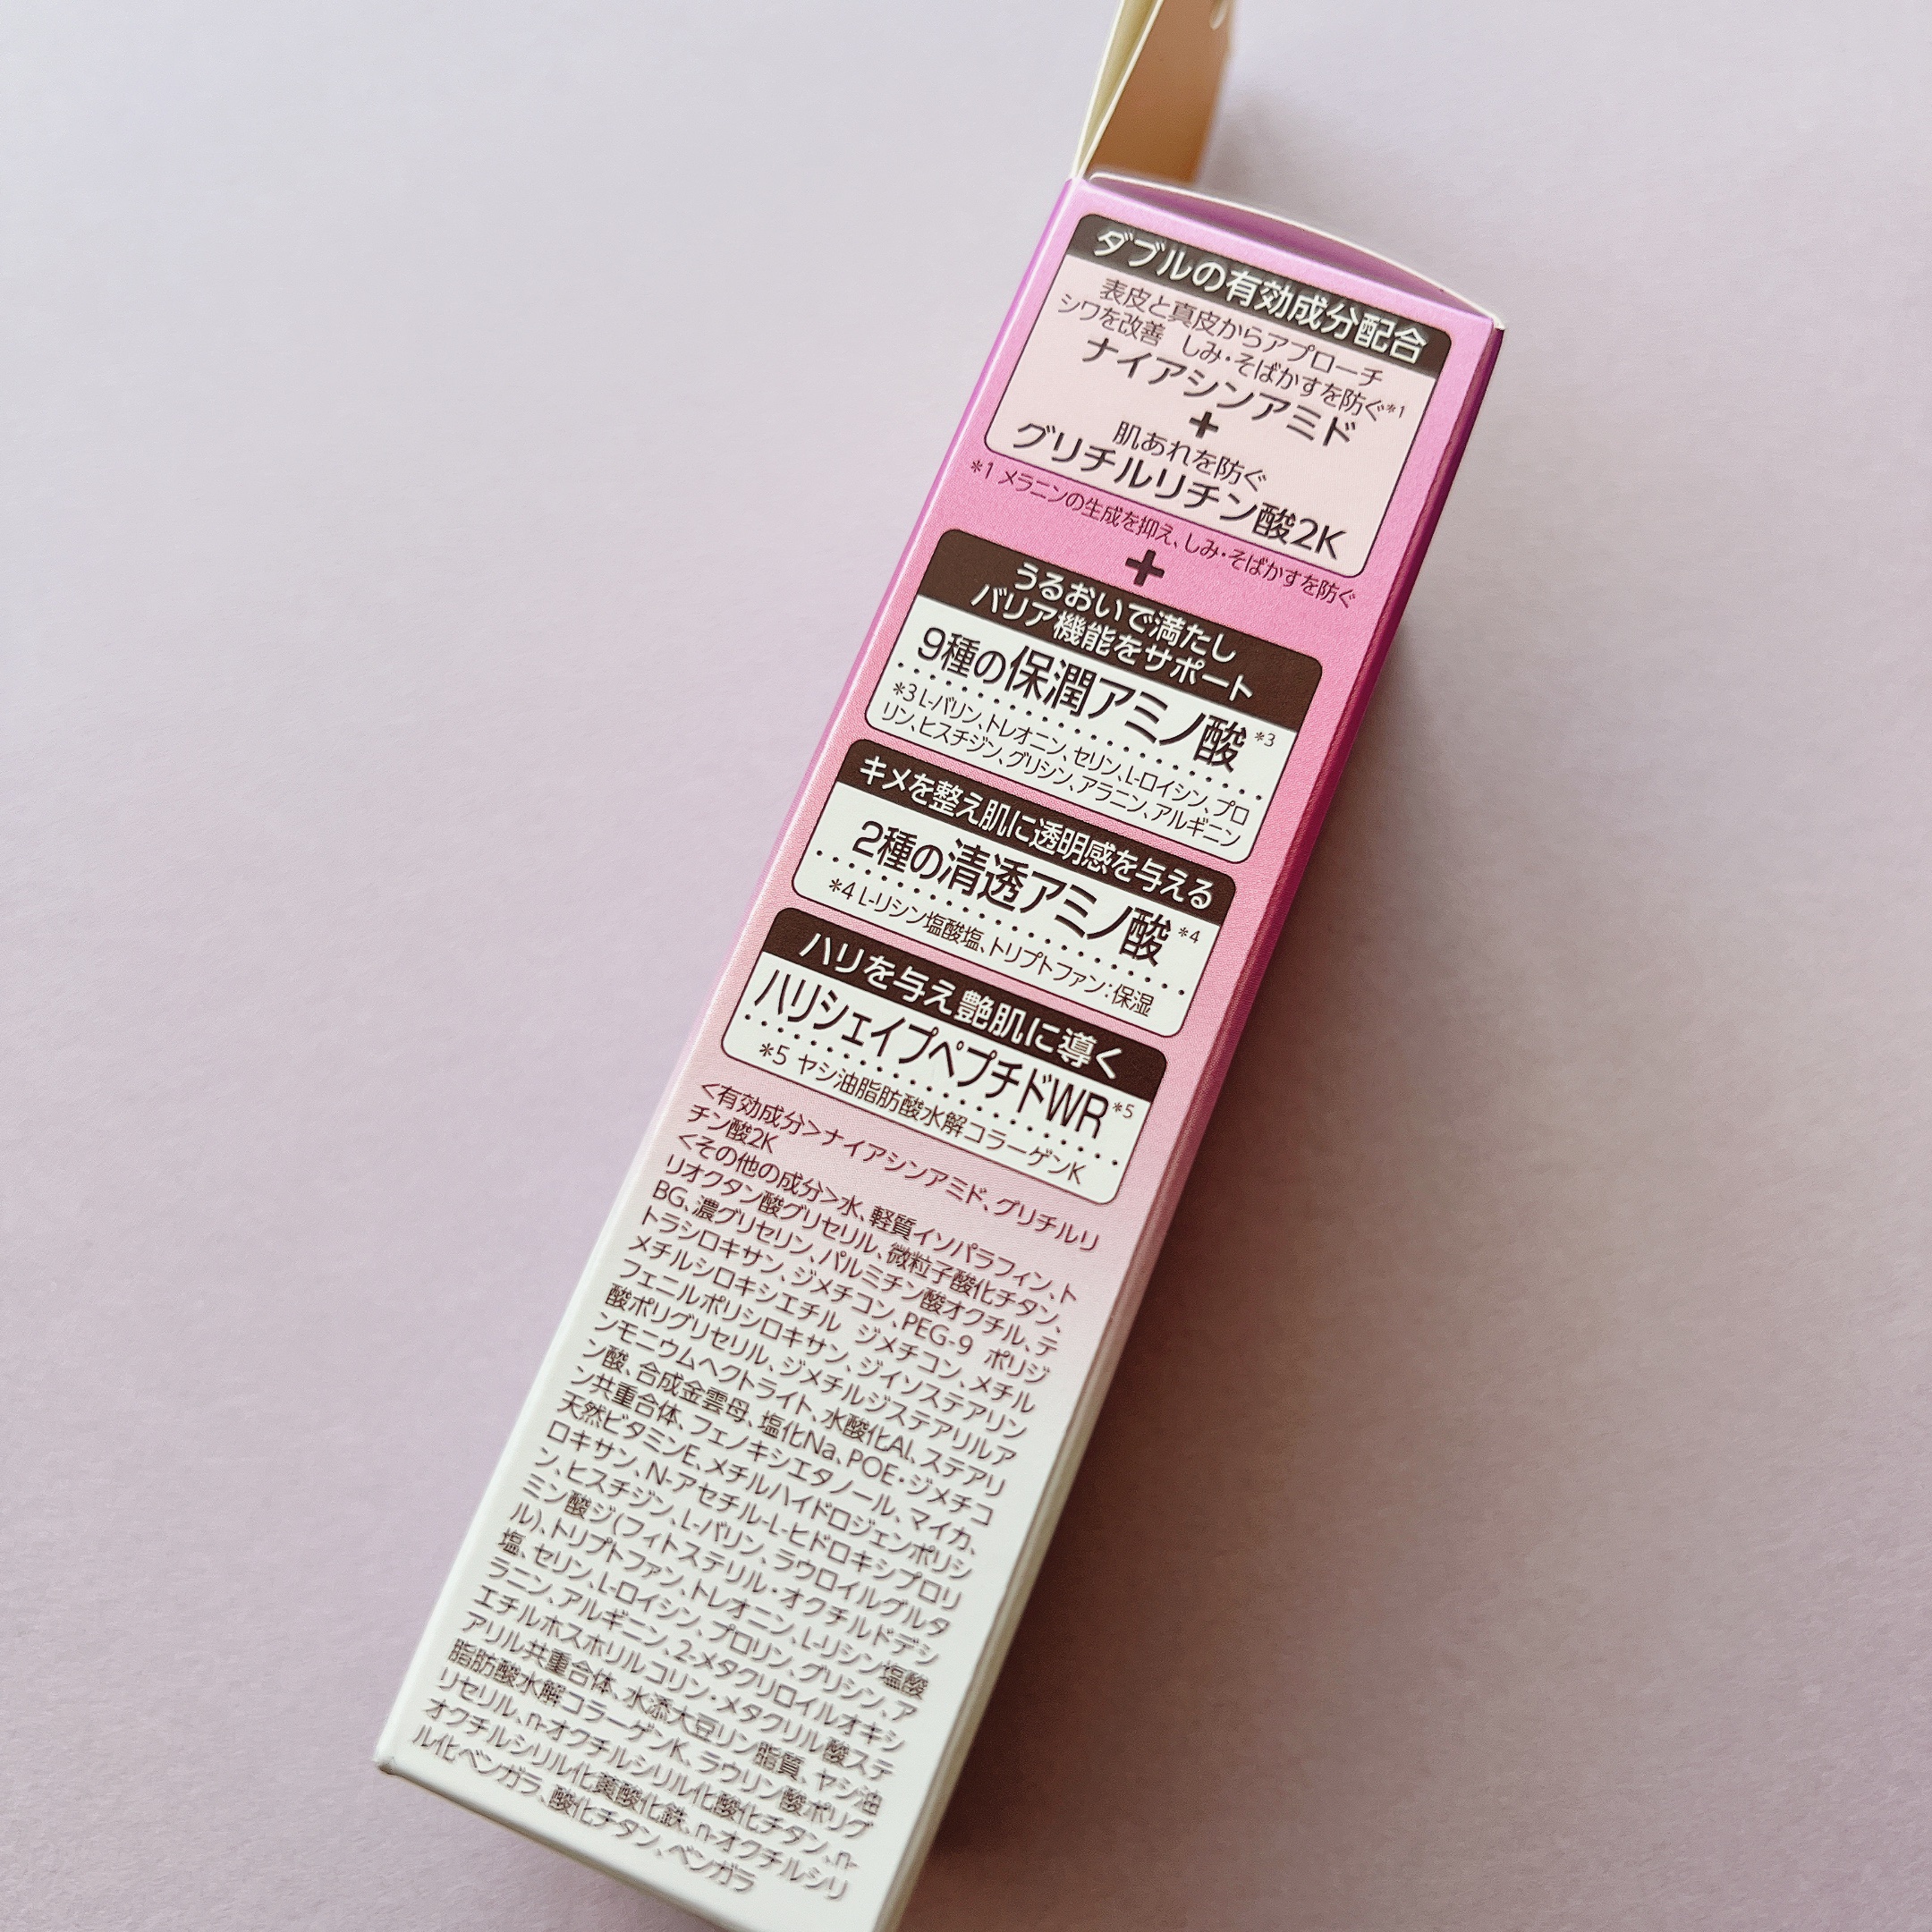 ダブルの有効成分配合
表皮と真皮からアプローチ
シワを改善 しみ・そばかすを防ぐ*1
ナイアシンアミド
+
肌あれを防ぐ
グリチルリチン酸2K
*1 メラニンの生成を抑え、しみ・そばかすを防ぐ
+
うるおいで満たし
バリア機能をサポート
9種の保潤アミノ酸*3
*3 L-バリン、トレオニン、セリン、L-ロイシン、プロ
リン、ヒスチジン、グリシン、アラニン、アルギニン
キメを整え肌に透明感を与える
2種の清透アミノ酸*4
*4 L-リシン塩酸塩、トリプトファン:保湿
ハリを与え艶肌に導く
ハリシェイプペプチドWR*5
*5 ヤシ油脂肪酸水解コラーゲンK
<有効成分>ナイアシンアミド、グリチルリ
チン酸2K
<その他の成分>水、軽質イソパラフィン、ト
リオクタン酸グリセリル、微粒子酸化チタン、
BG、濃グリセリン、パルミチン酸オクチル、テ
トラシロキサン、ジメチコン、PEG-9 ポリジ
メチルシロキシエチル ジメチコン、メチル
フェニルポリシロキサン、ジイソステアリン
酸ポリグリセリル、ジメチルジステアリルア
ンモニウムヘクトライト、水酸化Al、ステアリ
ン酸、合成金雲母、塩化Na、POE・ジメチコ
ン共重合体、フェノキシエタノール、マイカ、
天然ビタミンE、メチルハイドロジェンポリシ
ロキサン、N-アセチル-L-ヒドロキシプロリ
ン、ヒスチジン、L-バリン、ラウロイルグルタ
ミン酸ジ(フィトステリル・オクチルドデシ
ル)、トリプトファン、トレオニン、L-リシン塩酸
塩、セリン、L-ロイシン、プロリン、グリシン、ア
ラニン、アルギニン、2-メタクリロイルオキシ
エチルホスホリルコリン・メタクリル酸ステ
アリル共重合体、水添大豆リン脂質、ヤシ油
脂肪酸水解コラーゲンK、ラウリン酸ポリグ
リセリル、n-オクチルシリル化酸化チタン、n-
オクチルシリル化黄酸化鉄、n-オクチルシリ
ル化ベンガラ、酸化チタン、ベンガラ